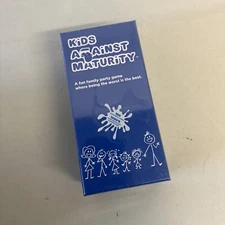 KiDS
AGAiNST
MATURiTY
A fun family party game
where being the worst is the best.